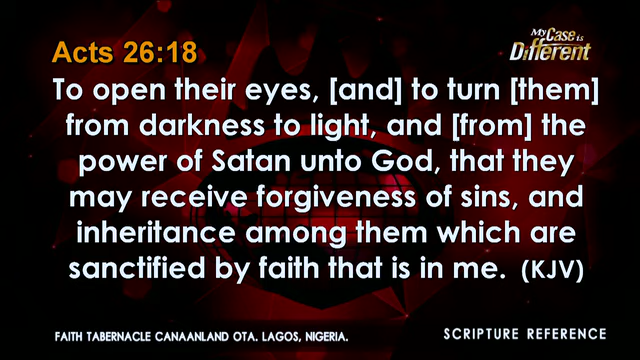 Acts 26:18
My Case is
Different
To open their eyes, [and] to turn [them]
from darkness to light, and [from] the
power of Satan unto God, that they
may receive forgiveness of sins, and
inheritance among them which are
sanctified by faith that is in me. (KJV)
FAITH TABERNACLE CANAANLAND OTA. LAGOS, NIGERIA.
SCRIPTURE REFERENCE